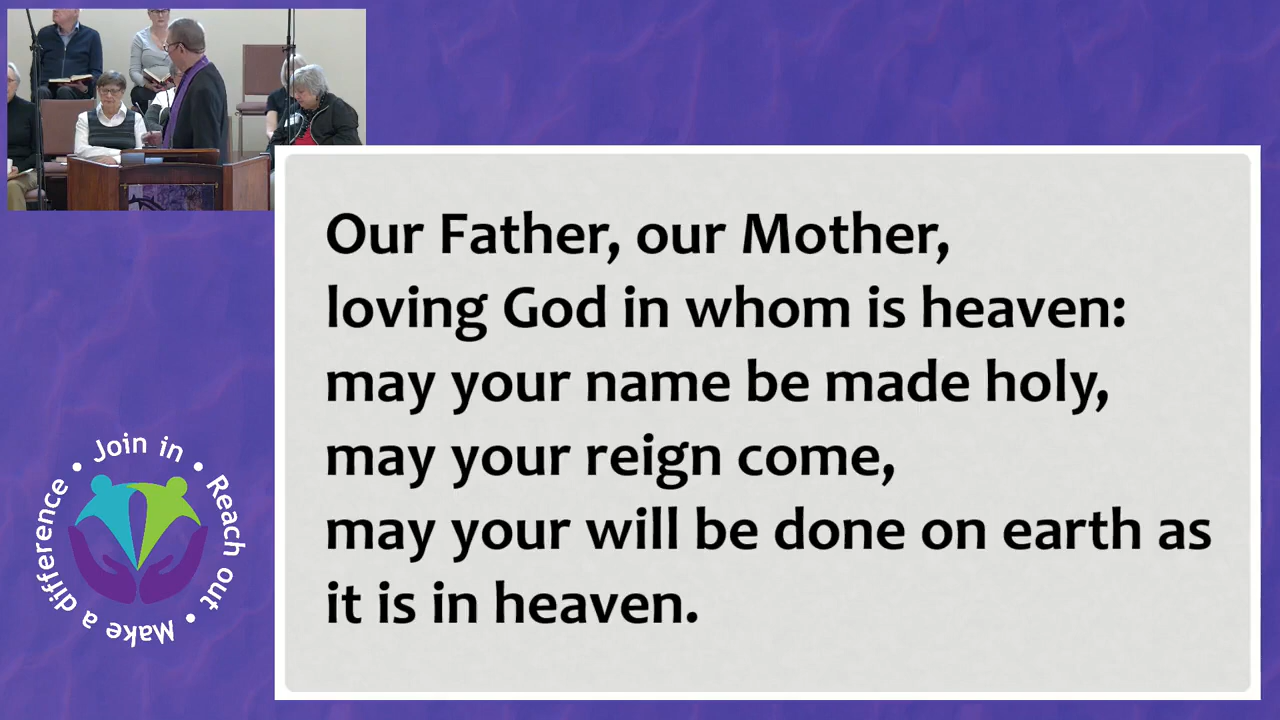 Our Father, our Mother,
loving God in whom is heaven:
may your name be made holy,
may your reign come,
may your will be done on earth as
it is in heaven.
Join in • Reach out • Make a difference •